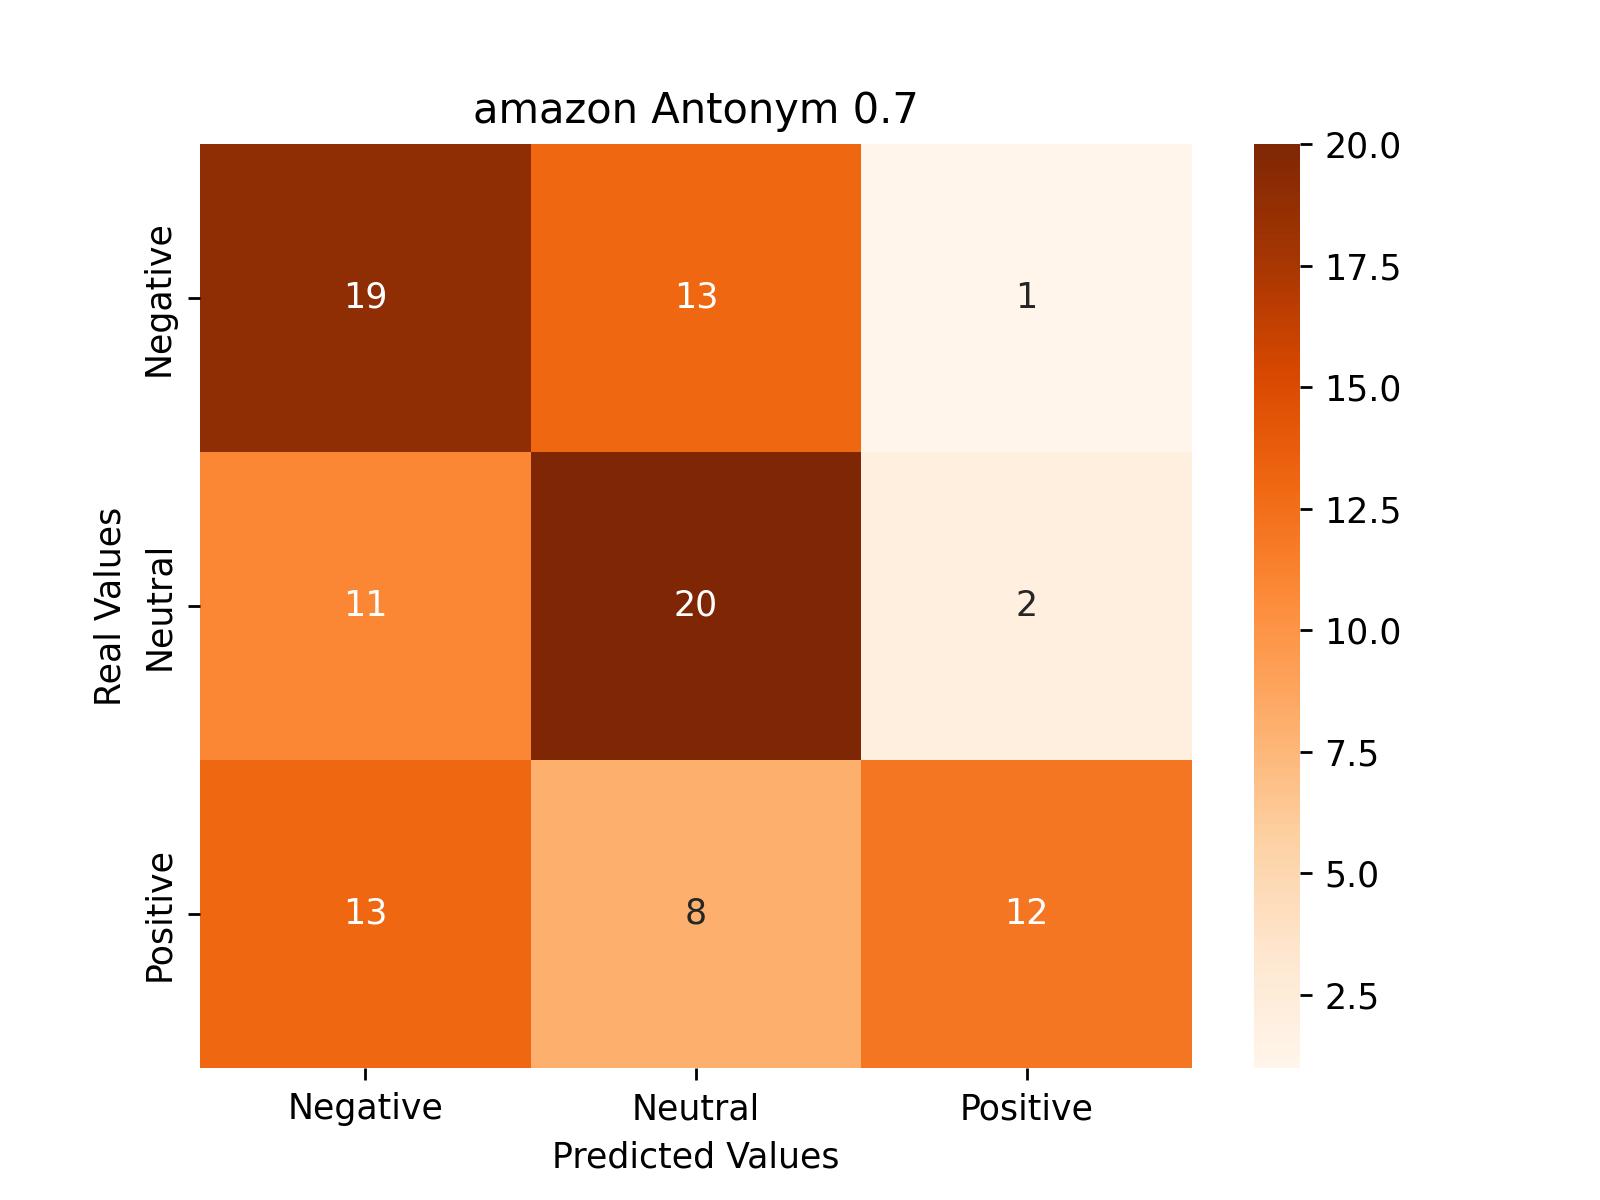 amazon Antonym 0.7
Real Values
Negative
19 13 1
Neutral
11 20 2
Positive
13 8 12
Negative Neutral Positive
Predicted Values
20.0
17.5
15.0
12.5
10.0
7.5
5.0
2.5